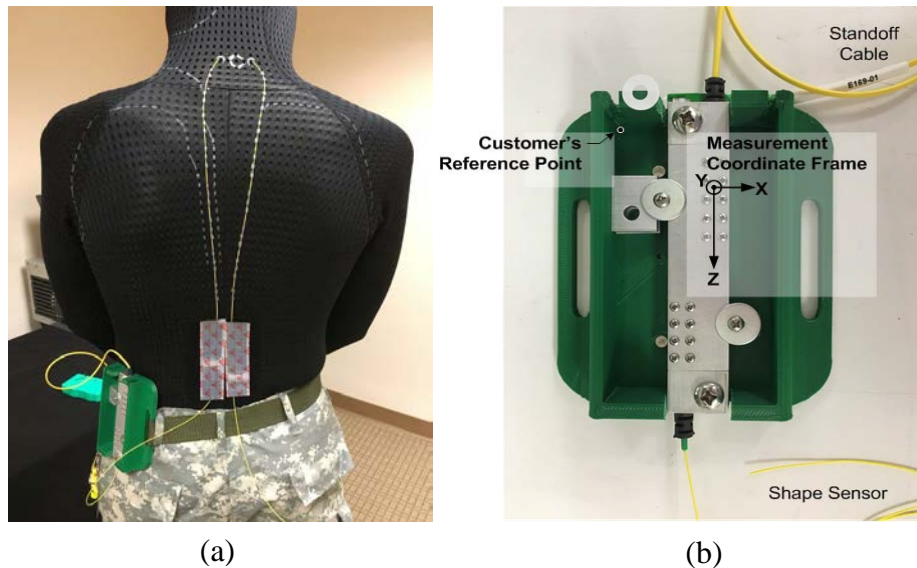 Standoff
Cable
E169-01
Customer's
Reference Point
Measurement
Coordinate Frame
Y
X
Z
Shape Sensor
(a)
(b)